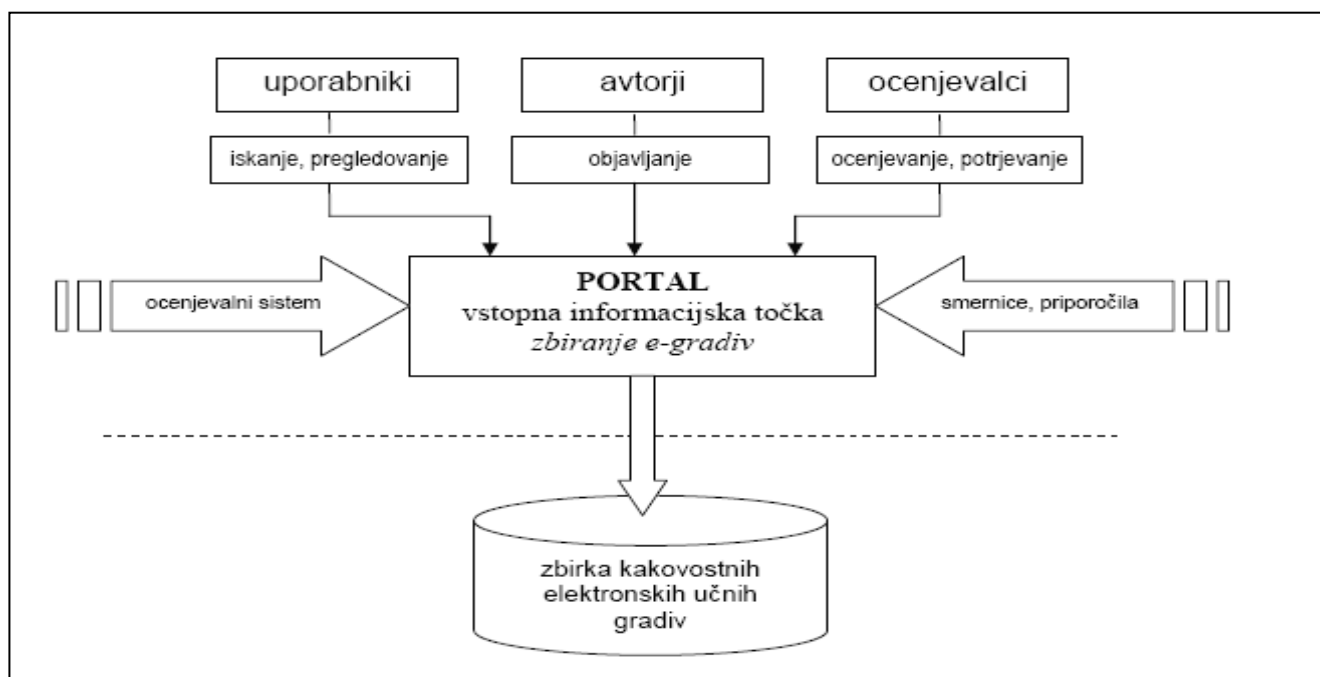 uporabniki
avtorji
ocenjevalci
iskanje, pregledovanje
objavljanje
ocenjevanje, potrjevanje
ocenjevalni sistem
PORTAL
vstopna informacijska točka
zbiranje e-gradiv
smernice, priporočila
zbirka kakovostnih
elektronskih učnih
gradiv